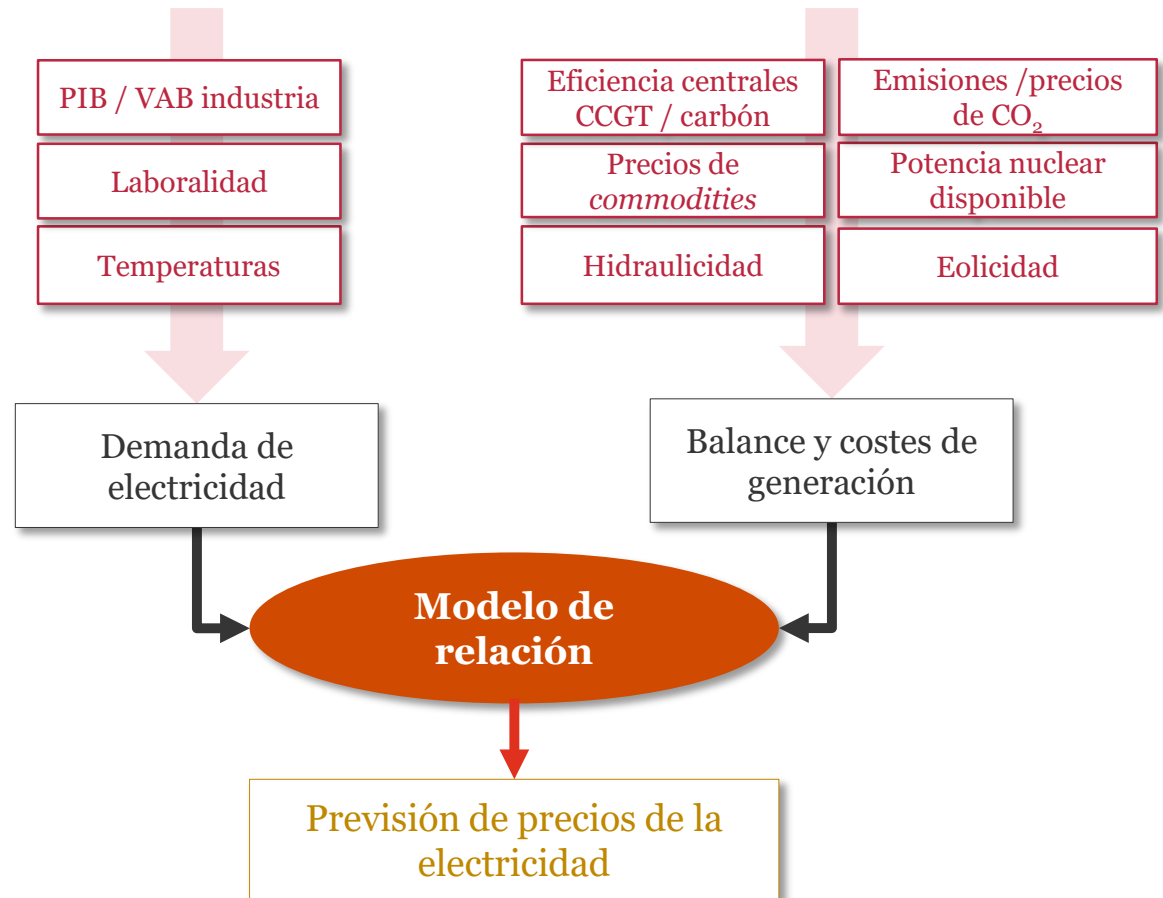 PIB / VAB industria
Laboralidad
Temperaturas
Eficiencia centrales
CCGT / carbón
Emisiones /precios
de CO₂
Precios de
commodities
Potencia nuclear
disponible
Hidraulicidad
Eolicidad
Demanda de
electricidad
Balance y costes de
generación
Modelo de
relación
Previsión de precios de la
electricidad